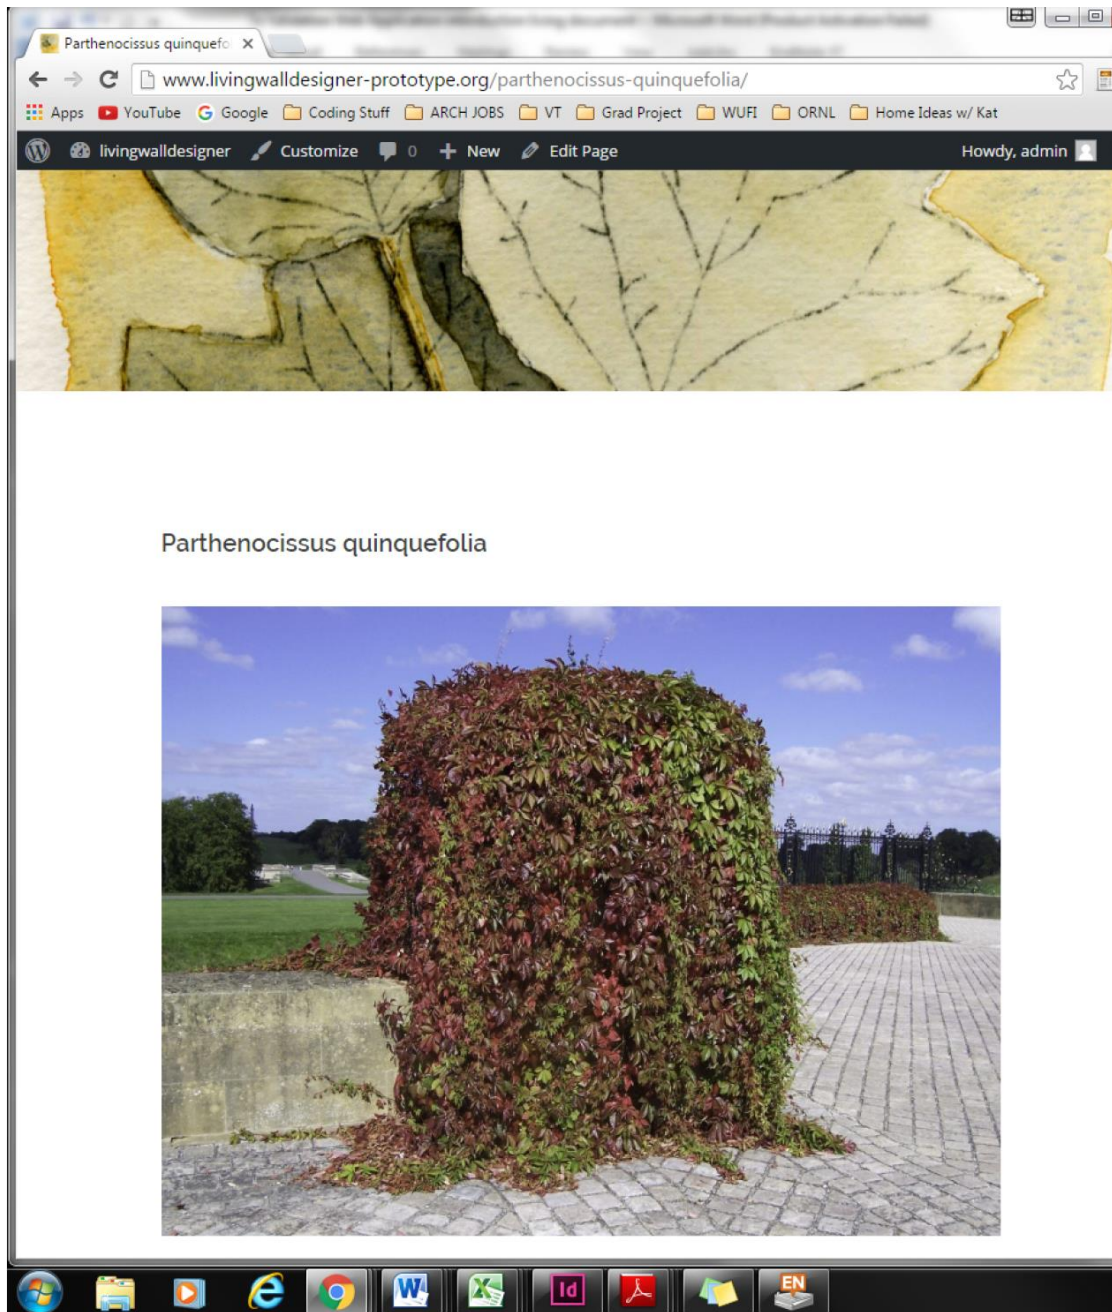 Parthenocissus quinquefo
www.livingwalldesigner-prototype.org/parthenocissus-quinquefolia/
Apps YouTube Google Coding Stuff ARCH JOBS VT Grad Project WUFI ORNL Home Ideas w/ Kat
livingwalldesigner Customize 0 New Edit Page Howdy, admin
Parthenocissus quinquefolia
W X Id EN